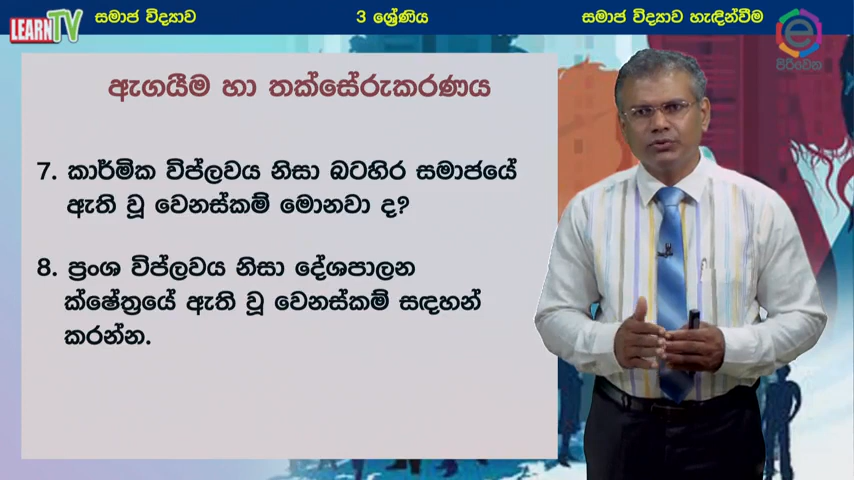 LEARN TV
සමාජ විද්‍යාව
3 ශ්‍රේණිය
සමාජ විද්‍යාව හැඳින්වීම
e
පිරිවෙන
ඇගයීම හා තක්සේරුකරණය
7. කාර්මික විප්ලවය නිසා බටහිර සමාජයේ
ඇති වූ වෙනස්කම් මොනවා ද?
8. ප්‍රංශ විප්ලවය නිසා දේශපාලන
ක්ෂේත්‍රයේ ඇති වූ වෙනස්කම් සඳහන්
කරන්න.